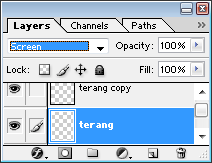 Layers Channels Paths
Screen Opacity: 100%
Lock: Fill: 100%
terang copy
terang